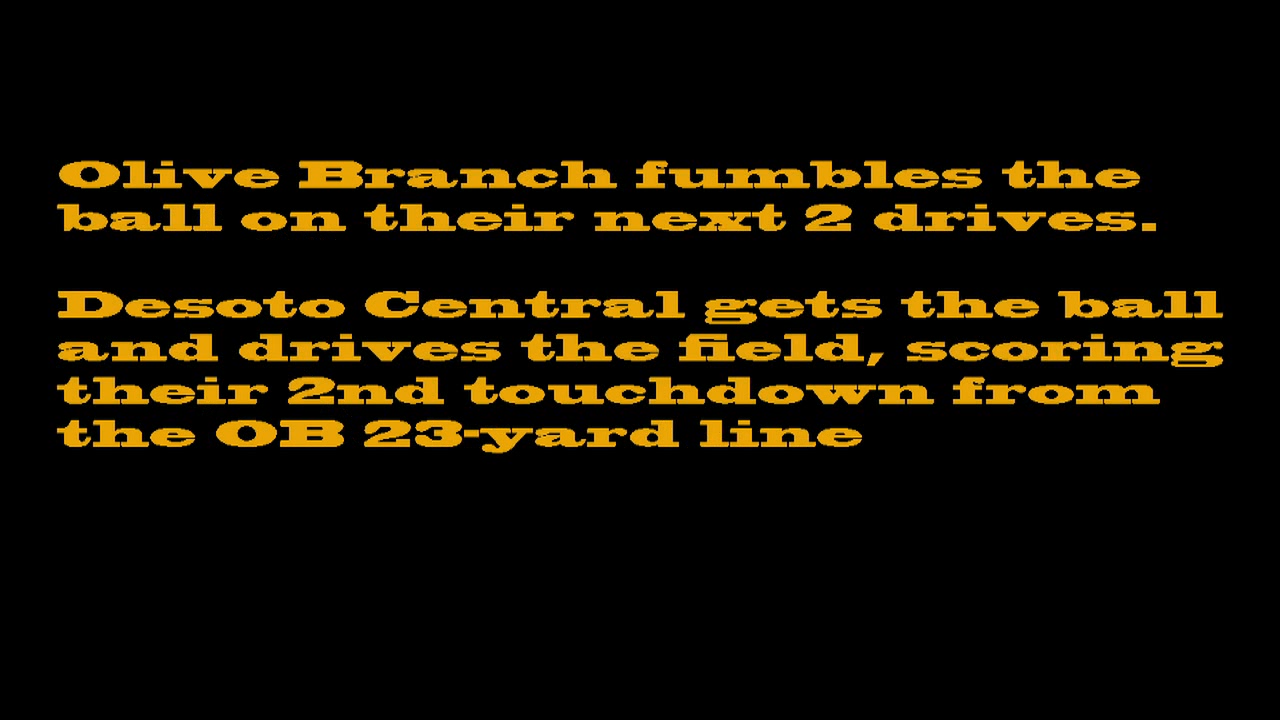 Olive Branch fumbles the
ball on their next 2 drives.
Desoto Central gets the ball
and drives the field, scoring
their 2nd touchdown from
the OB 23-yard line